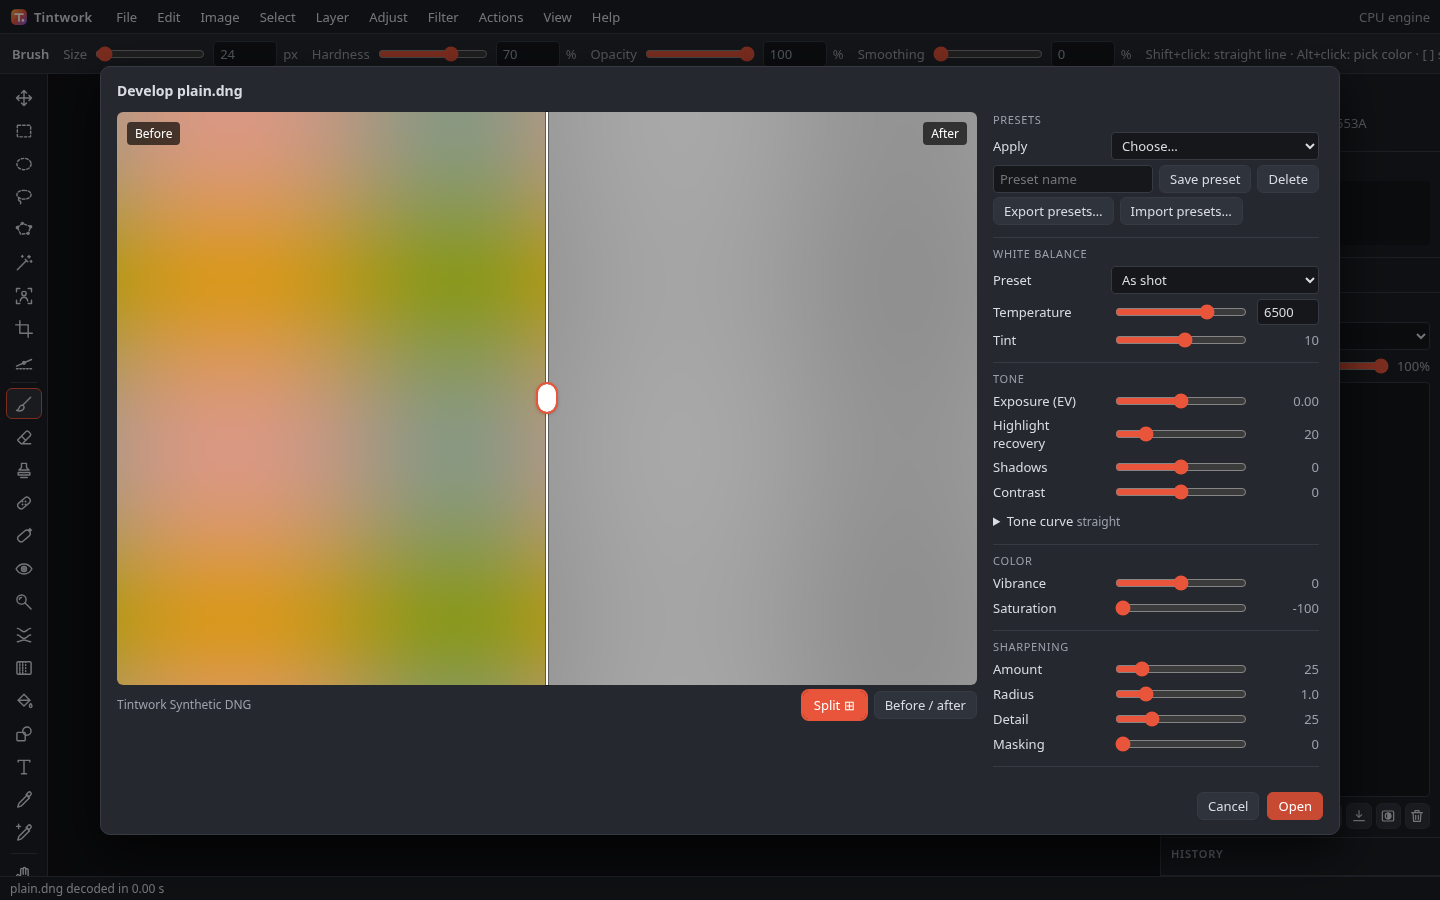 Tintwork File Edit Image Select Layer Adjust Filter Actions View Help CPU engine
Brush Size 24 px Hardness 70 % Opacity 100 % Smoothing 0 % Shift+click: straight line · Alt+click: pick color · [ ]
Develop plain.dng
Before After
PRESETS
Apply Choose...
Preset name Save preset Delete
Export presets... Import presets...
WHITE BALANCE
Preset As shot
Temperature 6500
Tint 10
TONE
Exposure (EV) 0.00
Highlight
recovery 20
Shadows 0
Contrast 0
Tone curve straight
COLOR
Vibrance 0
Saturation -100
SHARPENING
Amount 25
Radius 1.0
Detail 25
Masking 0
Tintwork Synthetic DNG Split ⊞ Before / after
Cancel Open
553A
100%
HISTORY
plain.dng decoded in 0.00 s